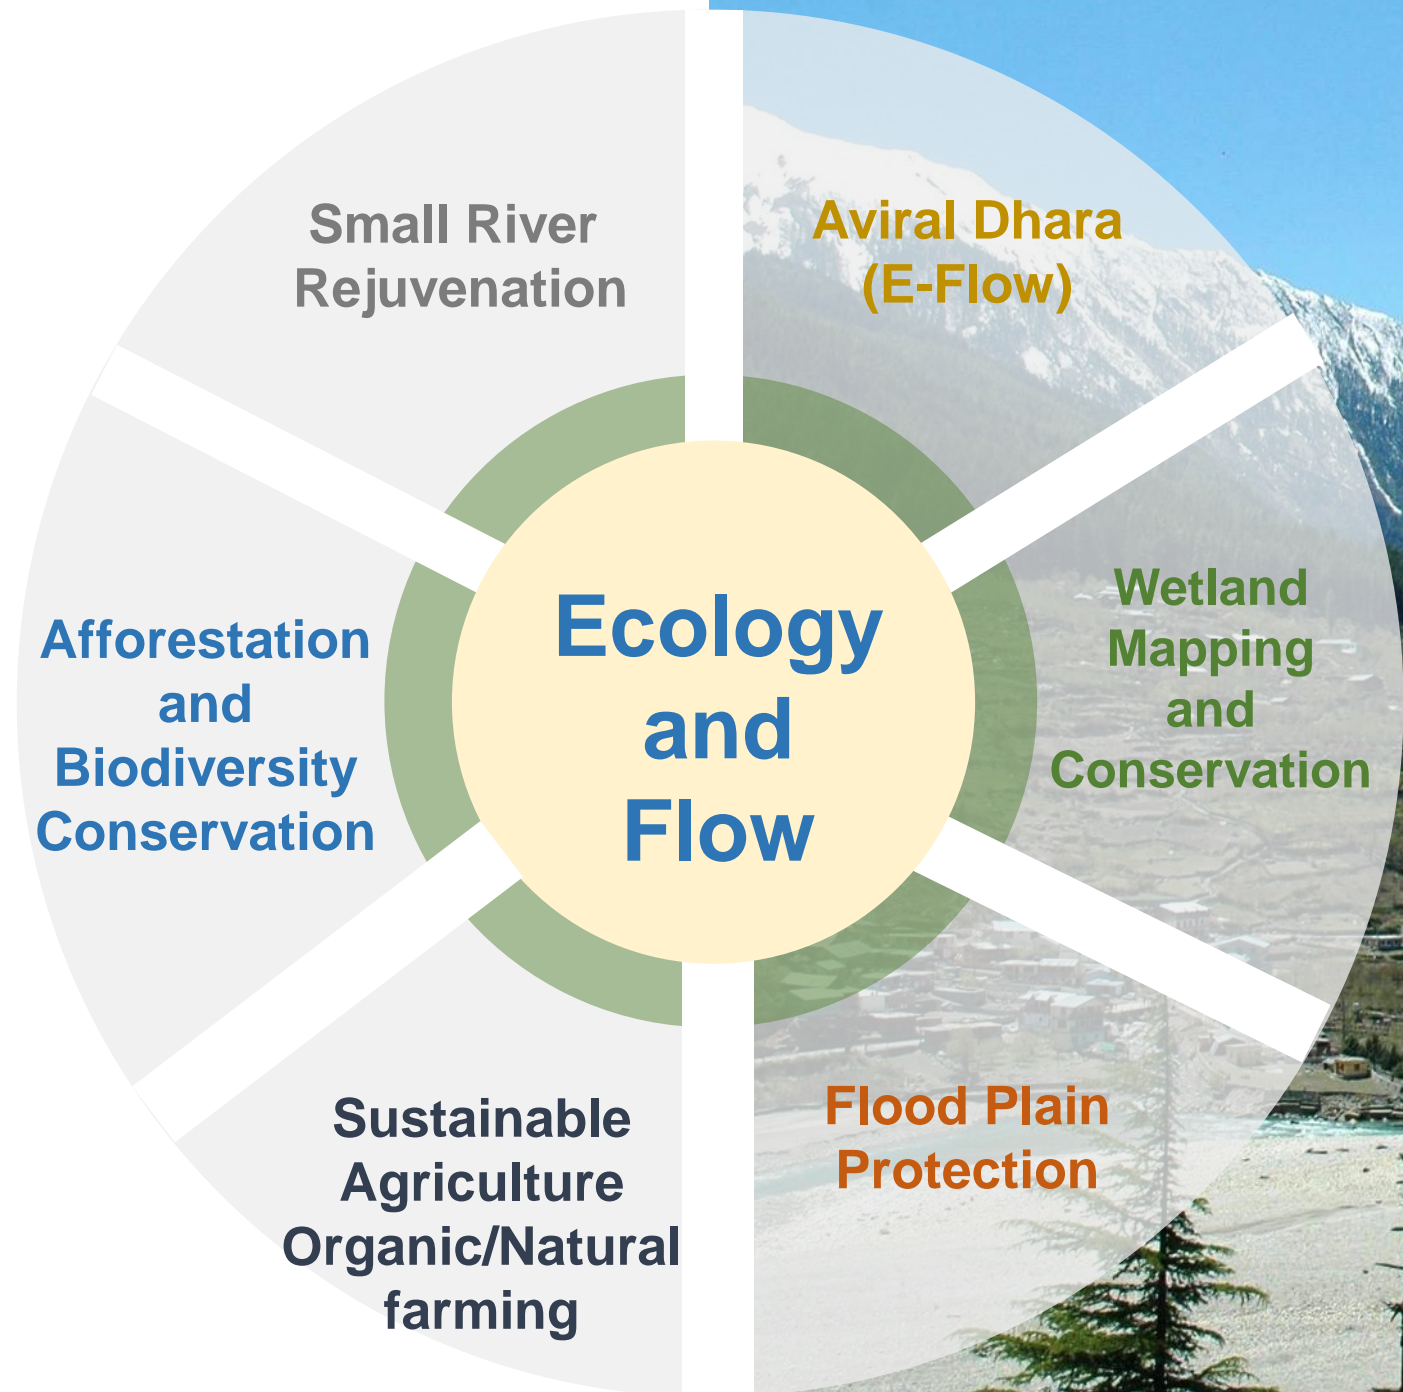 Small River
Rejuvenation
Aviral Dhara
(E-Flow)
Wetland
Mapping
and
Conservation
Flood Plain
Protection
Sustainable
Agriculture
Organic/Natural
farming
Afforestation
and
Biodiversity
Conservation
Ecology
and
Flow